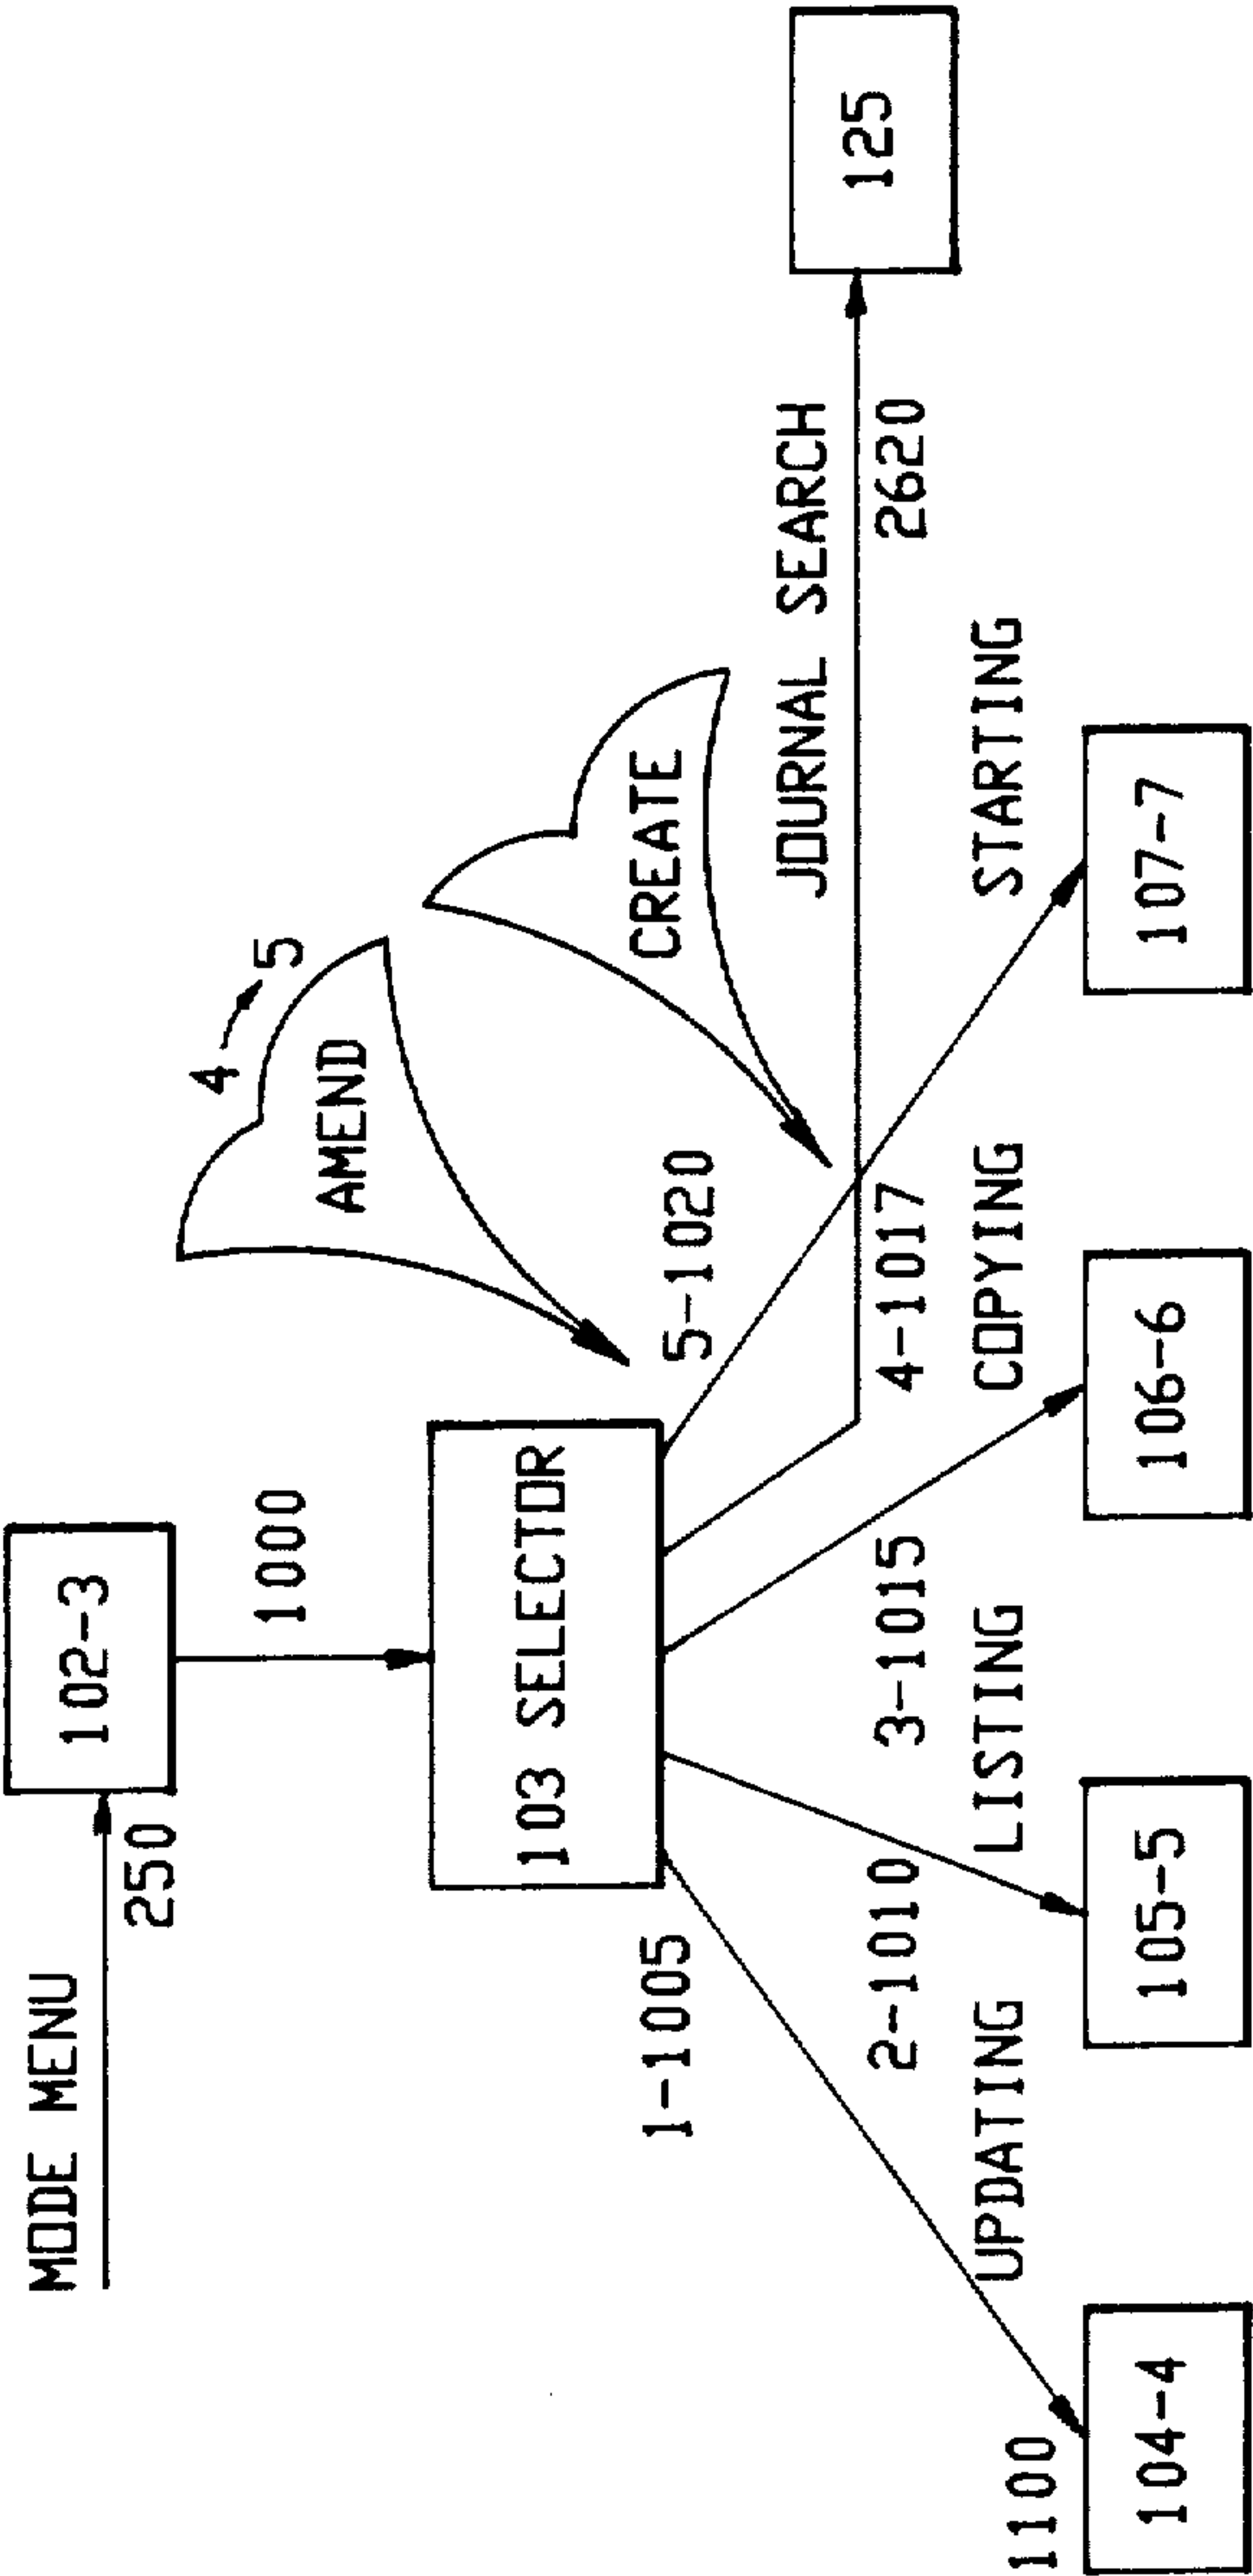 MODE MENU
250
102-3
1000
103 SELECTOR
4 5
AMEND
CREATE
1-1005
5-1020
JOURNAL SEARCH
2-1010
3-1015
4-1017
2620
125
UPDATING
LISTING
COPYING
STARTING
1100
104-4
105-5
106-6
107-7